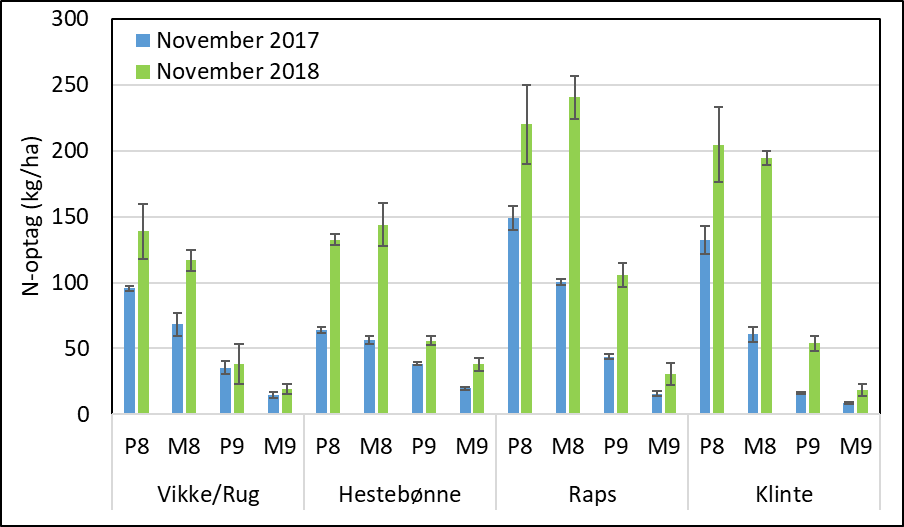 November 2017
November 2018
N-optag (kg/ha)
300
250
200
150
100
50
0
P8 M8 P9 M9 P8 M8 P9 M9 P8 M8 P9 M9 P8 M8 P9 M9
Vikke/Rug Hestebønne Raps Klinte